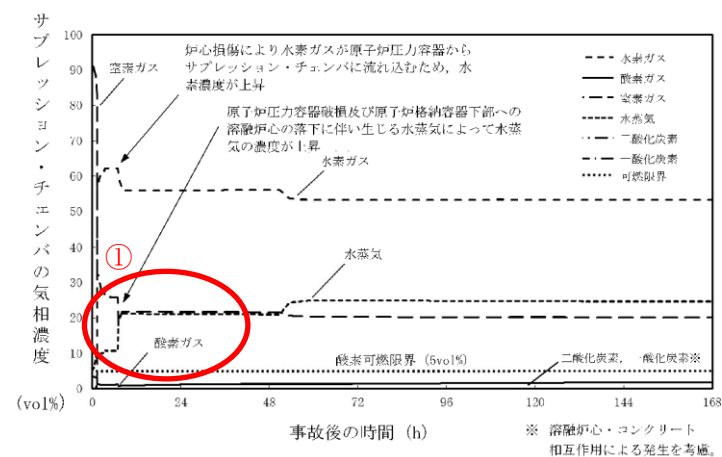 サプレッション・チェンバの気相濃度
(vol%)
100
90
80
70
60
50
40
30
20
10
0
窒素ガス
炉心損傷により水素ガスが原子炉圧力容器から
サプレッション・チェンバに流れ込むため，水
素濃度が上昇
原子炉圧力容器破損及び原子炉格納容器下部への
溶融炉心の落下に伴い生じる水蒸気によって水蒸
気の濃度が上昇
水素ガス
水素ガス
酸素ガス
窒素ガス
水蒸気
二酸化炭素
一酸化炭素
可燃限界
①
水蒸気
酸素ガス
酸素可燃限界 (5vol%)
二酸化炭素，一酸化炭素※
0
24
48
72
96
120
144
168
事故後の時間 (h)
※ 溶融炉心・コンクリート
相互作用による発生を考慮。